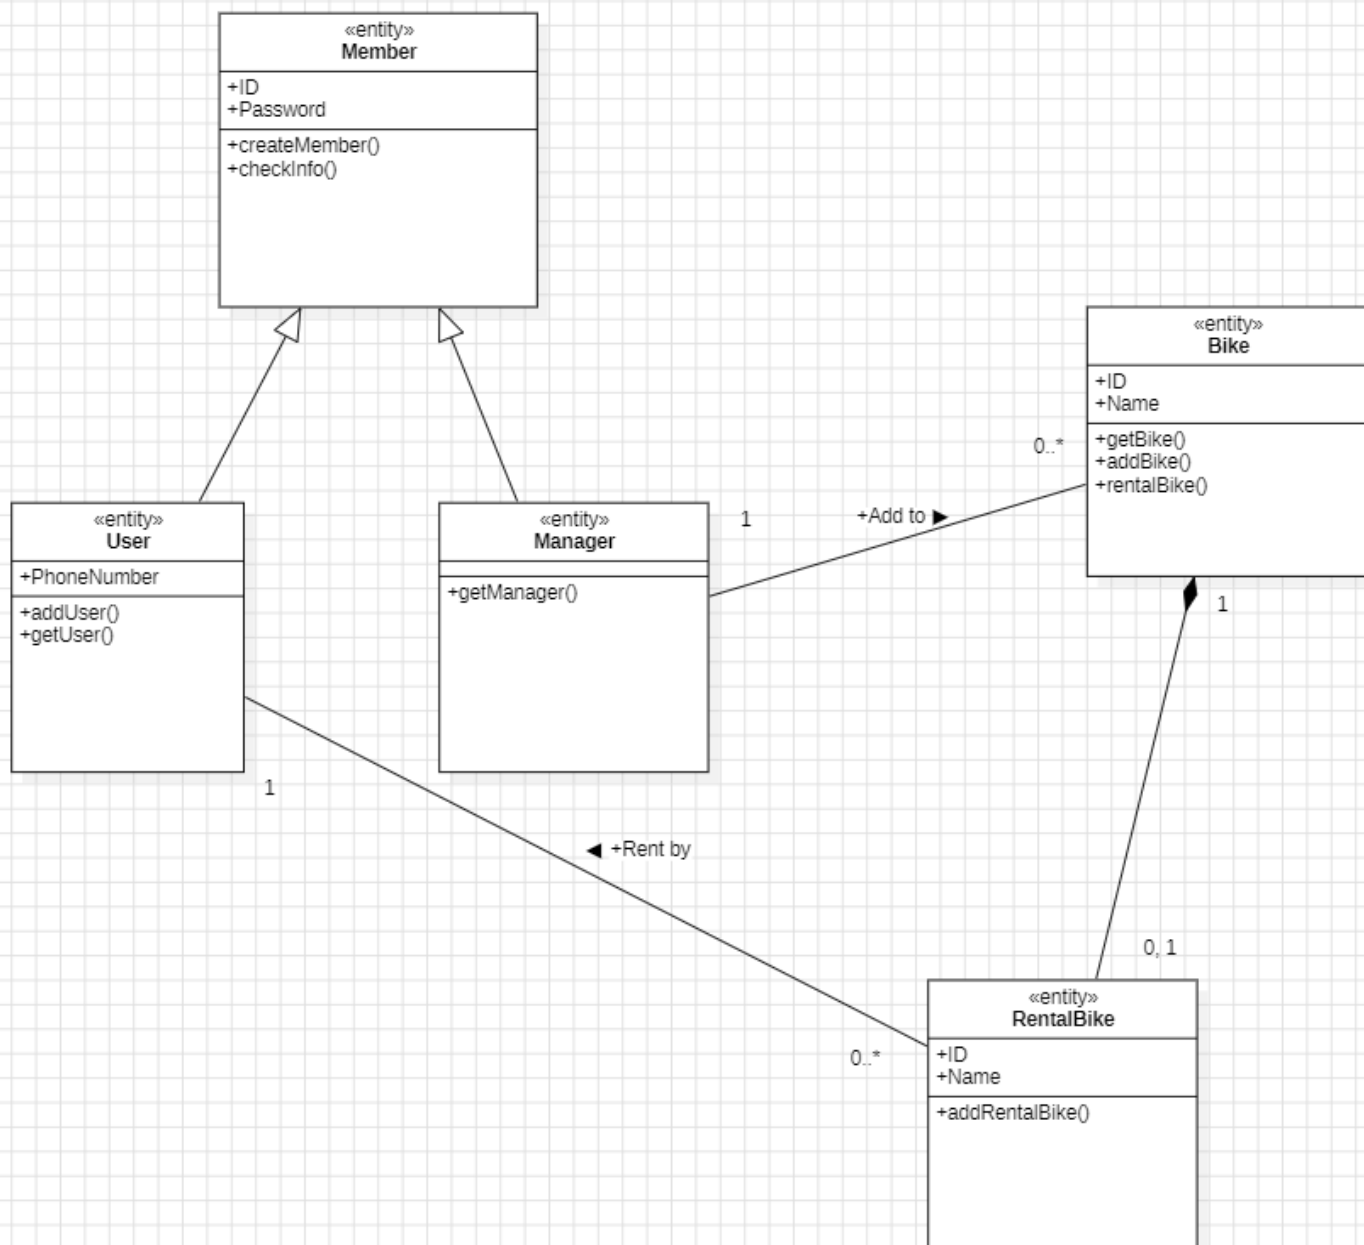 «entity»
Member
+ID
+Password
+createMember()
+checkInfo()
«entity»
Bike
+ID
+Name
+getBike()
+addBike()
+rentalBike()
0..*
1
+Add to ►
«entity»
User
+PhoneNumber
+addUser()
+getUser()
«entity»
Manager
+getManager()
1
1
◄ +Rent by
0, 1
0..*
«entity»
RentalBike
+ID
+Name
+addRentalBike()